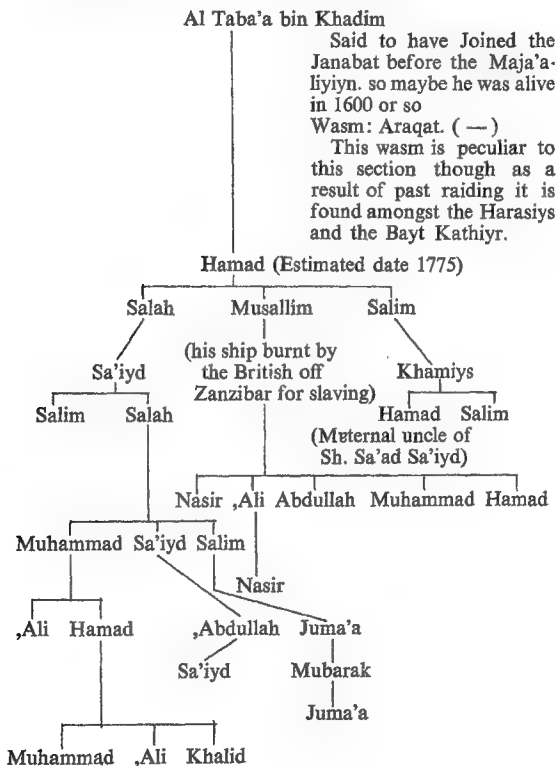 Al Taba'a bin Khadim
Said to have Joined the
Janabat before the Maja'a-
liyiyn. so maybe he was alive
in 1600 or so
Wasm: Araqat. ( — )
This wasm is peculiar to
this section though as a
result of past raiding it is
found amongst the Harasiys
and the Bayt Kathiyr.
Hamad (Estimated date 1775)
Salah Musallim Salim
(his ship burnt by
the British off
Zanzibar for slaving)
Sa'iyd Khamiys
Salim Salah Hamad Salim
(Meternal uncle of
Sh. Sa'ad Sa'iyd)
Nasir ,Ali Abdullah Muhammad Hamad
Muhammad Sa'iyd Salim
Nasir
,Ali Hamad ,Abdullah Juma'a
Sa'iyd Mubarak
Juma'a
Muhammad ,Ali Khalid